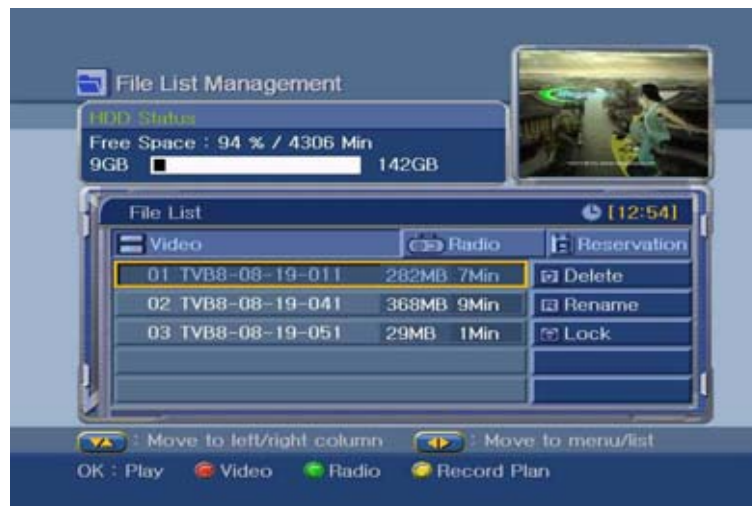 File List Management
HDD Status
Free Space : 94 % / 4306 Min
9GB 142GB
File List [12:54]
Video Radio Reservation
01 TVB8-08-19-011 282MB 7Min Delete
02 TVB8-08-19-041 368MB 9Min Rename
03 TVB8-08-19-051 29MB 1Min Lock
: Move to left/right column : Move to menu/list
OK : Play Video Radio Record Plan